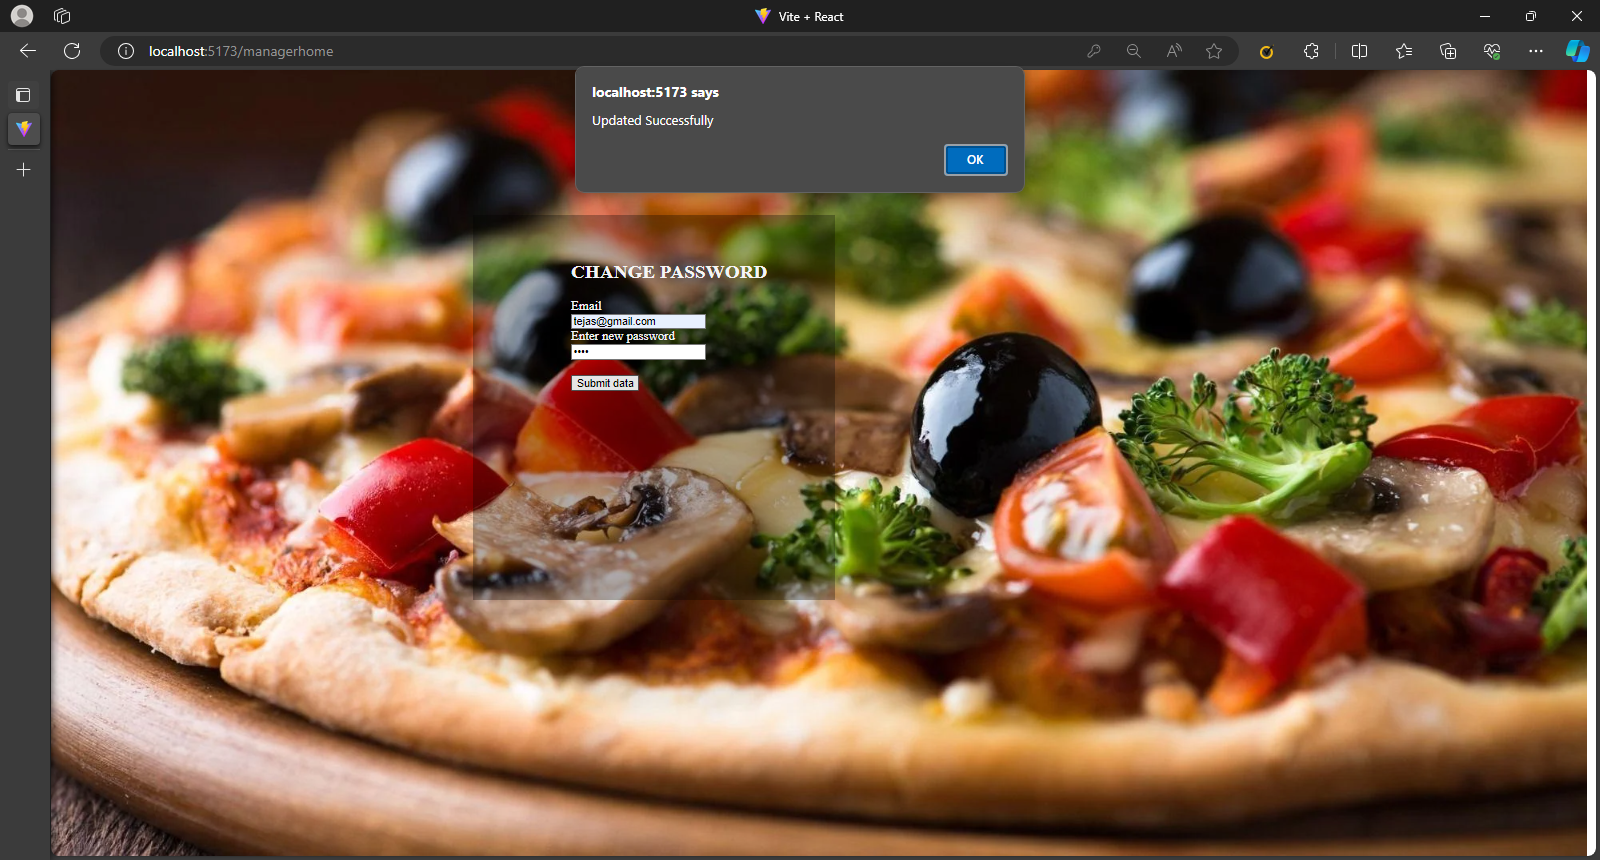 Vite + React
localhost:5173/managerhome
localhost:5173 says
Updated Successfully
OK
CHANGE PASSWORD
Email
tejas@gmail.com
Enter new password
••••
Submit data